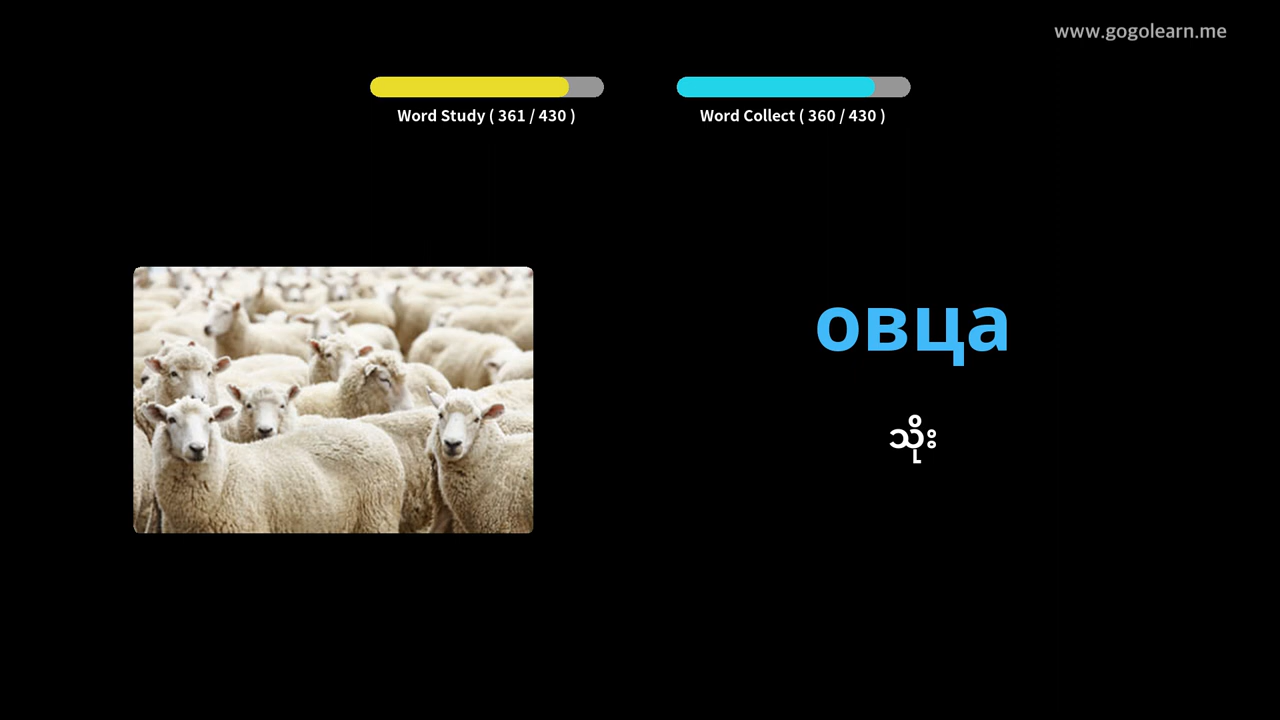 www.gogolearn.me
Word Study ( 361 / 430 )
Word Collect ( 360 / 430 )
овца
သိုး